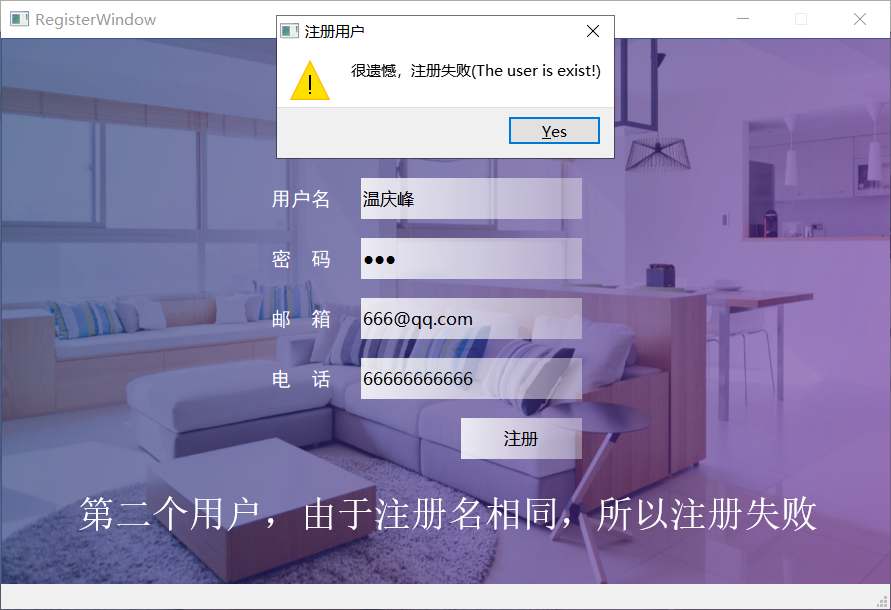 RegisterWindow
注册用户
很遗憾，注册失败(The user is exist!)
Yes
用户名 温庆峰
密 码 ●●●
邮 箱 666@qq.com
电 话 66666666666
注册
第二个用户，由于注册名相同，所以注册失败